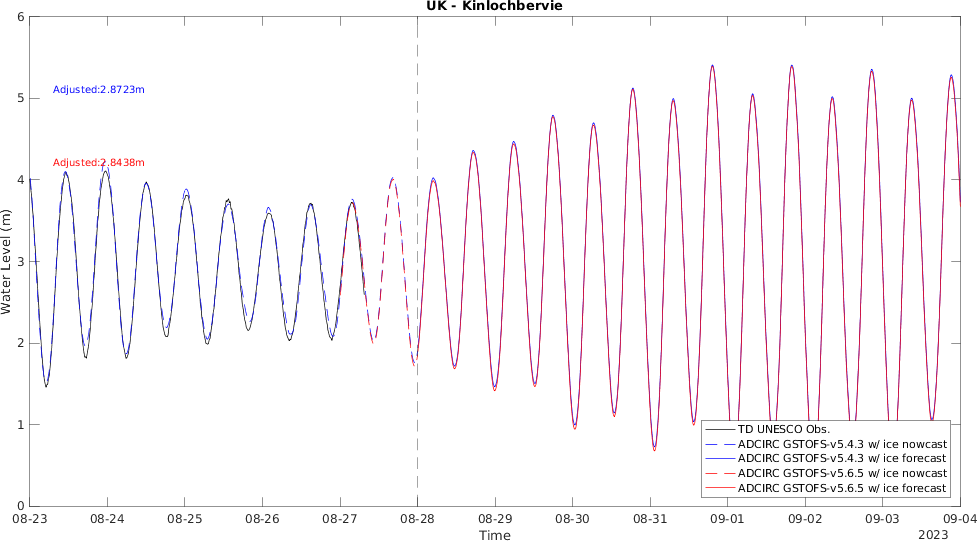 UK - Kinlochbervie
6
5
4
3
2
1
0
Water Level (m)
Adjusted:2.8723m
Adjusted:2.8438m
TD UNESCO Obs.
ADCIRC GSTOFS-v5.4.3 w/ ice nowcast
ADCIRC GSTOFS-v5.4.3 w/ ice forecast
ADCIRC GSTOFS-v5.6.5 w/ ice nowcast
ADCIRC GSTOFS-v5.6.5 w/ ice forecast
08-23 08-24 08-25 08-26 08-27 08-28 08-29 08-30 08-31 09-01 09-02 09-03 09-04
Time
2023